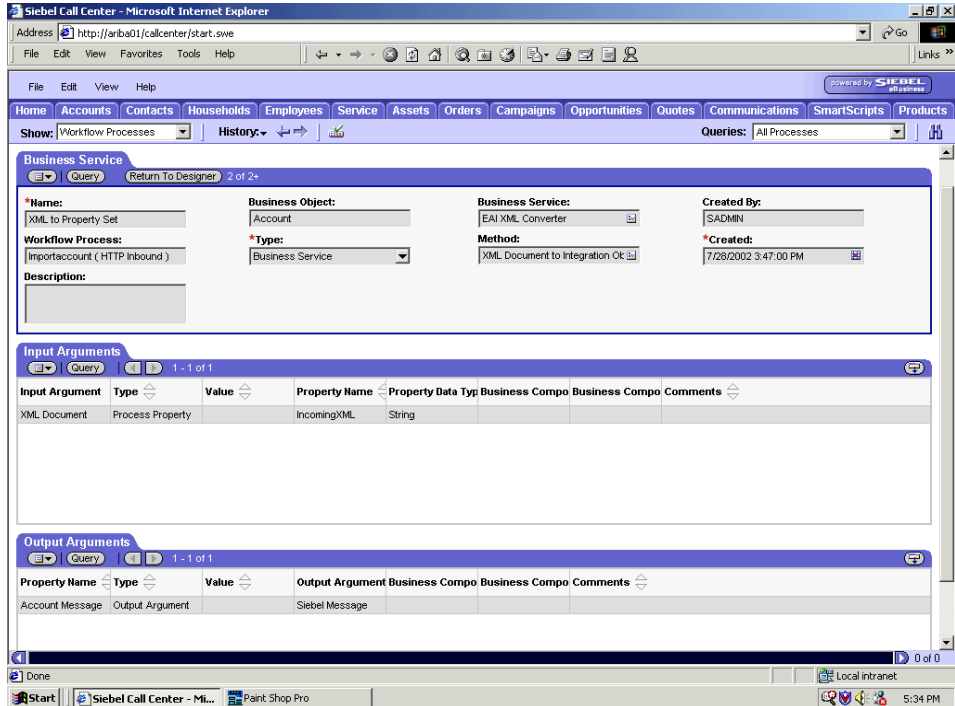 Siebel Call Center - Microsoft Internet Explorer
Address http://ariba01/callcenter/start.swe Go
File Edit View Favorites Tools Help Links »
File Edit View Help powered by SIEBEL eBusiness
Home Accounts Contacts Households Employees Service Assets Orders Campaigns Opportunities Quotes Communications SmartScripts Products
Show: Workflow Processes History: Queries: All Processes
Business Service
Query Return To Designer 2 of 2+
*Name: Business Object: Business Service: Created By:
XML to Property Set Account EAI XML Converter SADMIN
Workflow Process: *Type: Method: *Created:
Importaccount ( HTTP Inbound ) Business Service XML Document to Integration Ot 7/28/2002 3:47:00 PM
Description:
Input Arguments
Query 1 - 1 of 1
Input Argument Type Value Property Name Property Data Typ Business Compo Business Compo Comments
XML Document Process Property IncomingXML String
Output Arguments
Query 1 - 1 of 1
Property Name Type Value Output Argument Business Compo Business Compo Comments
Account Message Output Argument Siebel Message
0 of 0
Done Local intranet
Start Siebel Call Center - Mi... Paint Shop Pro 5:34 PM